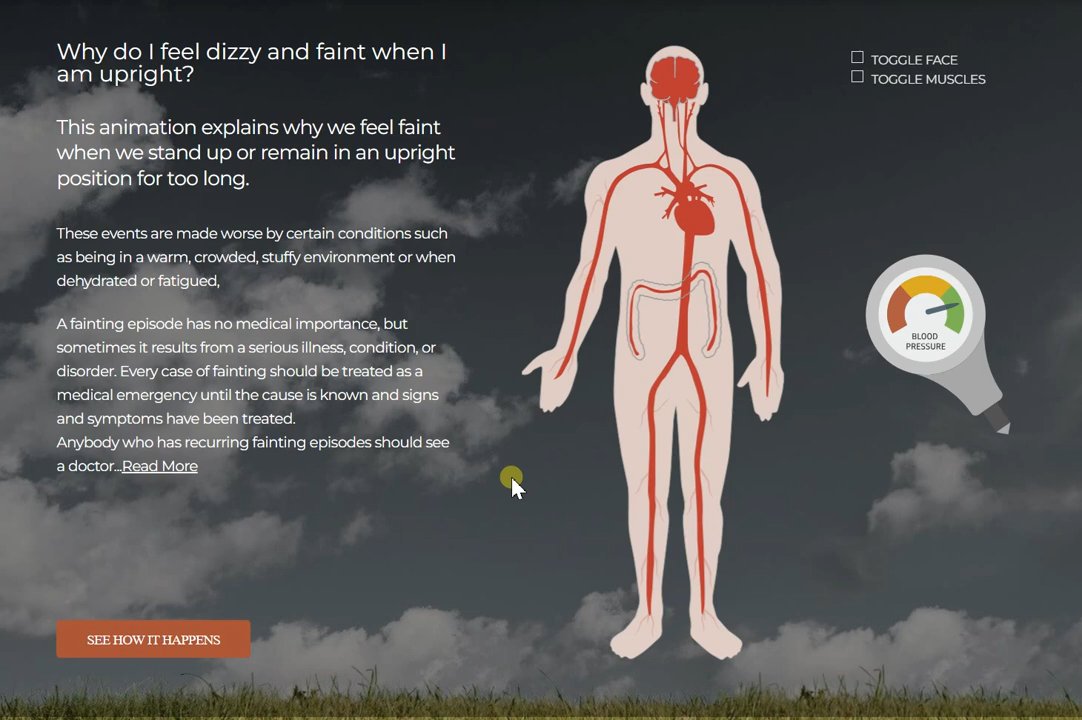 Why do I feel dizzy and faint when I
am upright?
This animation explains why we feel faint
when we stand up or remain in an upright
position for too long.
These events are made worse by certain conditions such
as being in a warm, crowded, stuffy environment or when
dehydrated or fatigued,
A fainting episode has no medical importance, but
sometimes it results from a serious illness, condition, or
disorder. Every case of fainting should be treated as a
medical emergency until the cause is known and signs
and symptoms have been treated.
Anybody who has recurring fainting episodes should see
a doctor...Read More
SEE HOW IT HAPPENS
TOGGLE FACE
TOGGLE MUSCLES
BLOOD
PRESSURE